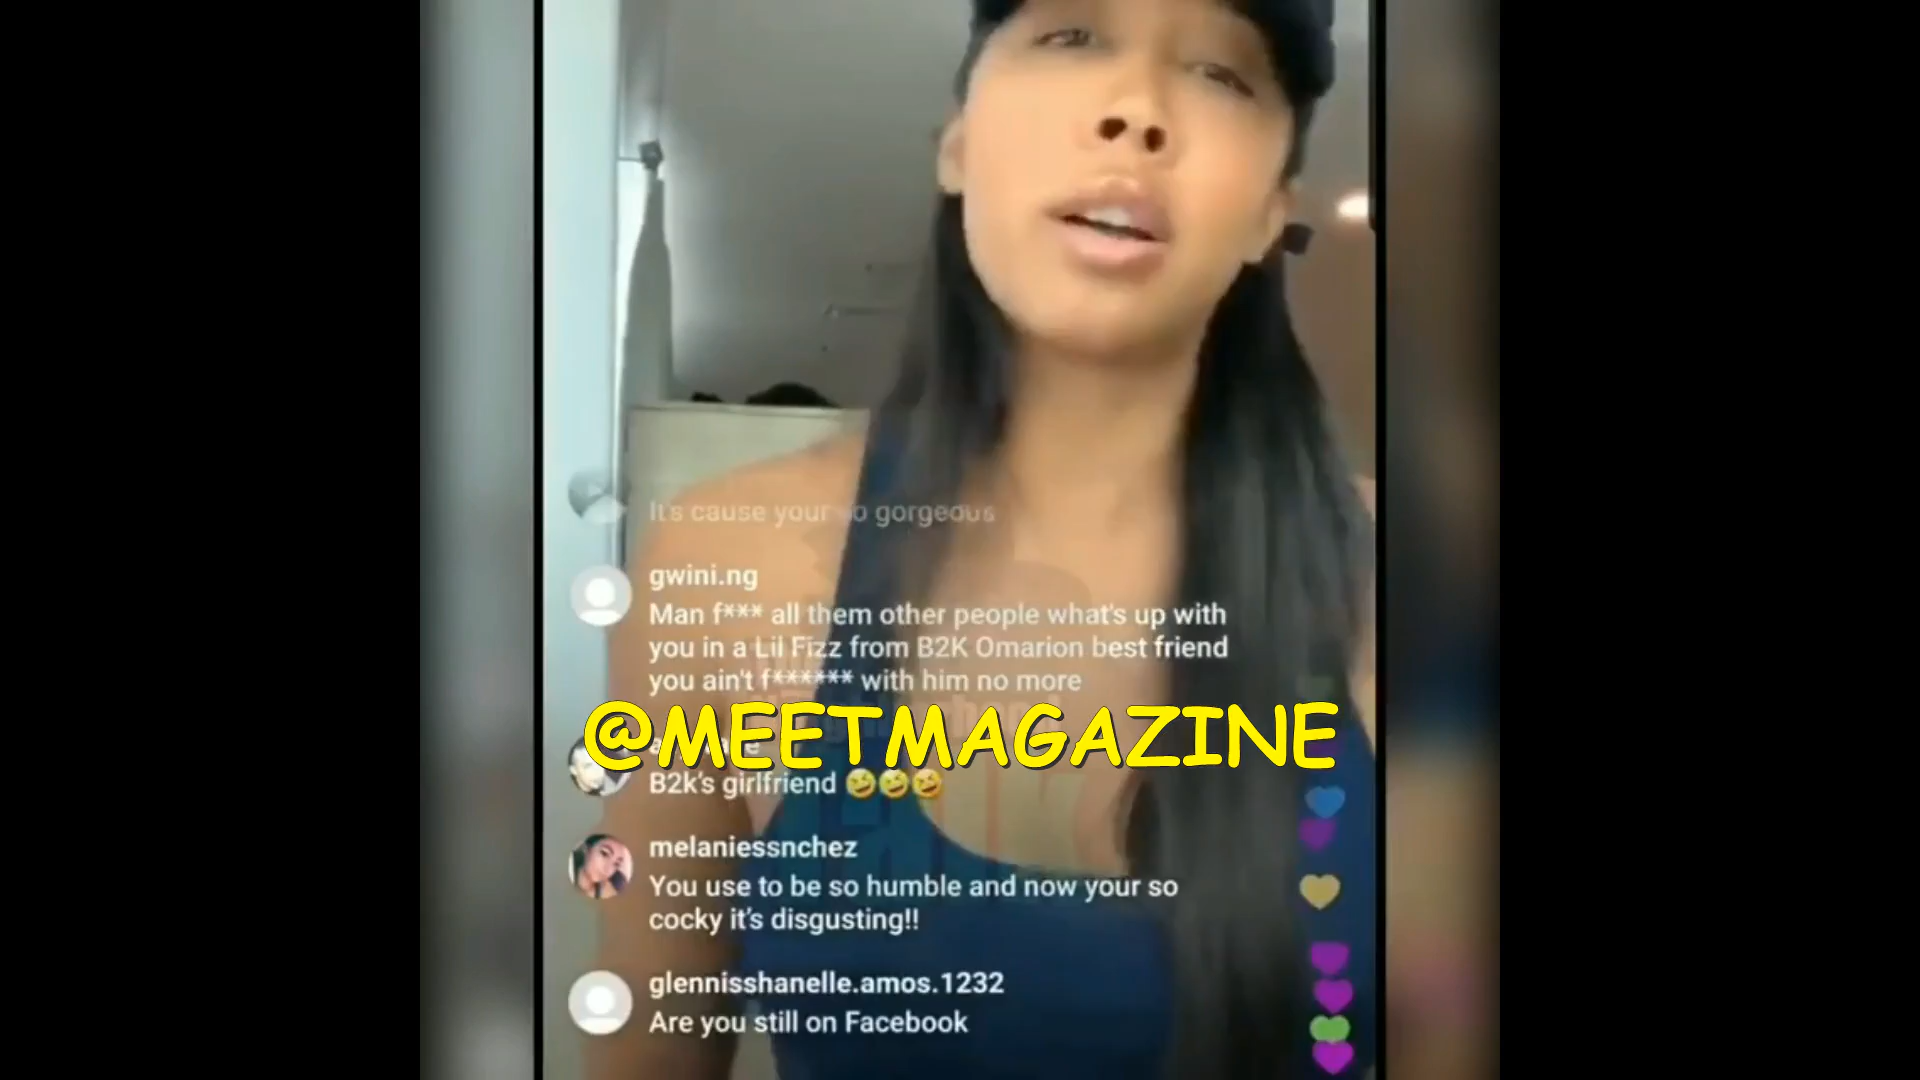 It's cause your so gorgeous
gwini.ng
Man f*** all them other people what's up with
you in a Lil Fizz from B2K Omarion best friend
you ain't f****** with him no more
@MEETMAGAZINE
B2k's girlfriend 🤣🤣🤣
melaniessnchez
You use to be so humble and now your so
cocky it's disgusting!!
glennisshanelle.amos.1232
Are you still on Facebook